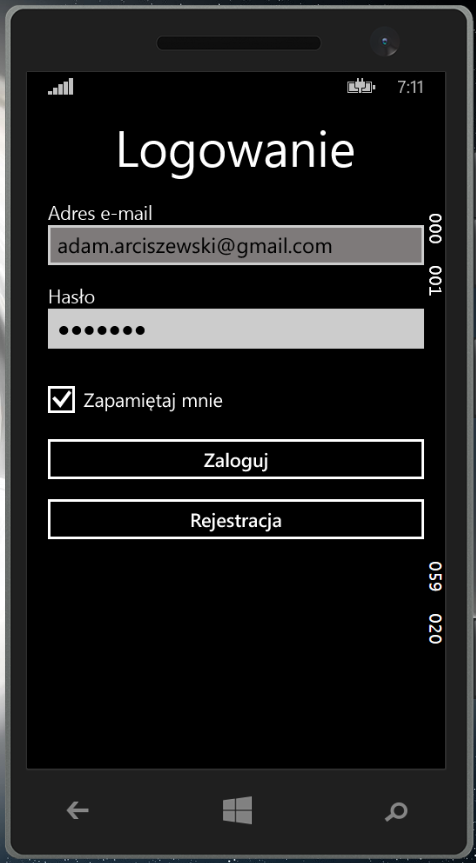 7:11
Logowanie
Adres e-mail
000
adam.arciszewski@gmail.com
001
Hasło
Zapamiętaj mnie
Zaloguj
Rejestracja
059
020